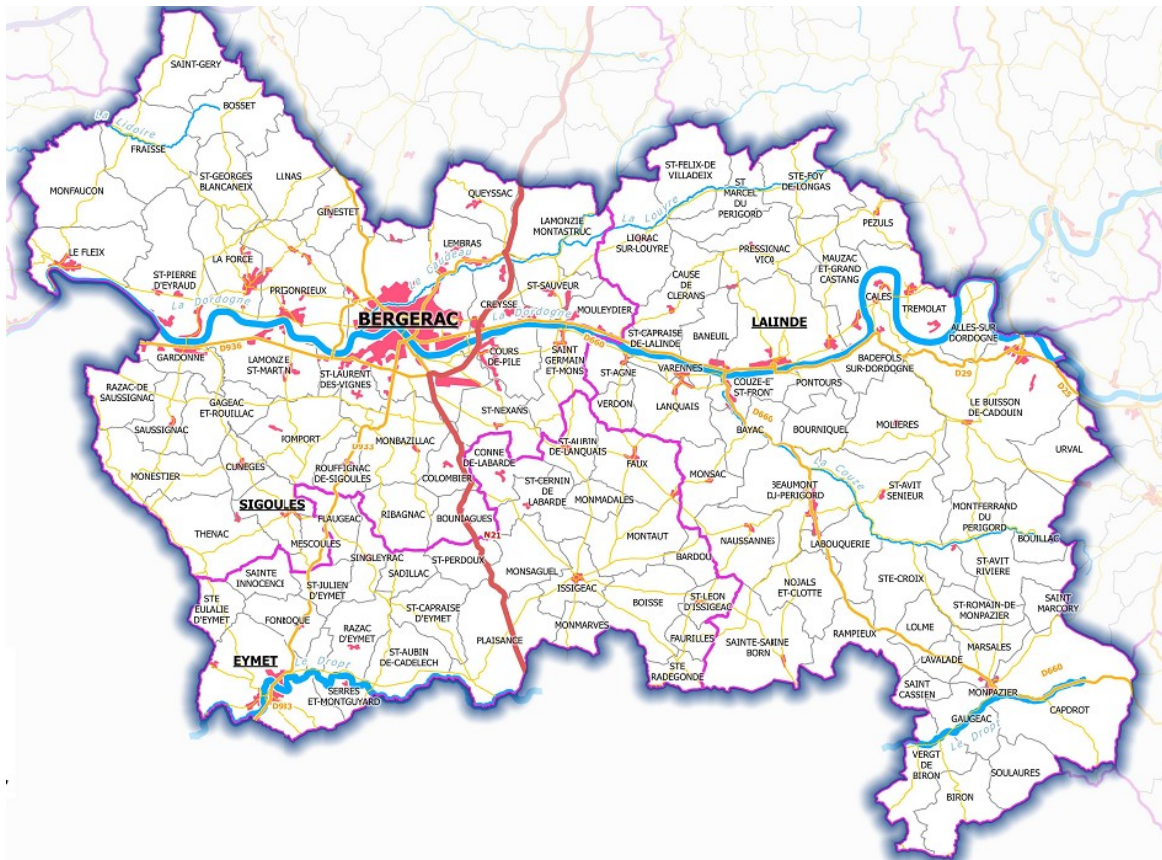 SAINT-GERY
BOSSET
La Lidoire
FRAISSE
MONFAUCON
ST-GEORGES
BLANCANEIX
LUNAS
GINESTET
LE FLEIX
ST-PIERRE
D'EYRAUD
LA FORCE
PRIGONRIEUX
La Dordogne
QUEYSSAC
LEMBRAS
Le Caudeau
LAMONZIE
MONTASTRUC
La Louyre
ST-FELIX-DE
VILLADEIX
ST
MARCEL
DU
PERIGORD
STE-FOY
DE-LONGAS
PEZULS
LIORAC
SUR-LOUYRE
PRESSIGNAC
VICQ
MAUZAC
ET-GRAND
CASTANG
CAUSE
DE
CLERANS
CALES
TREMOLAT
ALLES-SUR
DORDOGNE
ST-SAUVEUR
CREYSSE
MOULEYDIER
BERGERAC
La Dordogne
D660
ST-CAPRAISE
DE-LALINDE
BANEUIL
LALINDE
GARDONNE
D936
LAMONZIE
ST-MARTIN
ST-LAURENT
DES-VIGNES
COURS
DE-PILE
SAINT
GERMAIN
ET-MONS
ST-AGNE
VARENNES
COUZE-E
ST-FRONT
PONTOURS
BADEFOLS
SUR-DORDOGNE
D29
D25
LE BUISSON
DE-CADOUIN
RAZAC-DE
SAUSSIGNAC
GAGEAC
ET-ROUILLAC
SAUSSIGNAC
POMPORT
D933
MONBAZILLAC
ST-NEXANS
VERDON
LANQUAIS
D660
BAYAC
BOURNIQUEL
MOLIERES
URVAL
La Couze
MONESTIER
CUNEGES
ROUFFIGNAC
DE-SIGOULES
COLOMBIER
CONNE
DE-LABARDE
ST-AUBIN
DE-LANQUAIS
FAUX
MONSAC
BEAUMONT
DU-PERIGORD
ST-AVIT
SENIEUR
ST-CERNIN
DE
LABARDE
MONMADALES
SIGOULES
FLAUGEAC
RIBAGNAC
BOUNIAGUES
N21
MONTFERRAND
DU
PERIGORD
BOUILLAC
THENAC
MESCOULES
SINGLEYRAC
ST-PERDOUX
MONTAUT
BARDOU
NAUSSANNES
LABOUQUERIE
SAINTE
INNOCENCE
ST-JULIEN
D'EYMET
SADILLAC
MONSAGUEL
ISSIGEAC
BOISSE
ST-LEON
D'ISSIGEAC
NOJALS
ET-CLOTTE
STE-CROIX
ST-AVIT
RIVIERE
SAINT
MARCORY
STE
EULALIE
D'EYMET
FONROQUE
ST-CAPRAISE
D'EYMET
ST-ROMAIN-DE
MONPAZIER
RAZAC
D'EYMET
PLAISANCE
MONMARVES
FAURILLES
SAINTE-SABINE
BORN
RAMPIEUX
LOLME
MARSALES
EYMET
Le Dropt
ST-AUBIN
DE-CADELECH
STE
RADEGONDE
LAVALADE
D660
SERRES
ET-MONTGUYARD
D933
SAINT
CASSIEN
MONPAZIER
CAPDROT
GAUGEAC
Le Dropt
VERGT
DE
BIRON
SOULAURES
BIRON